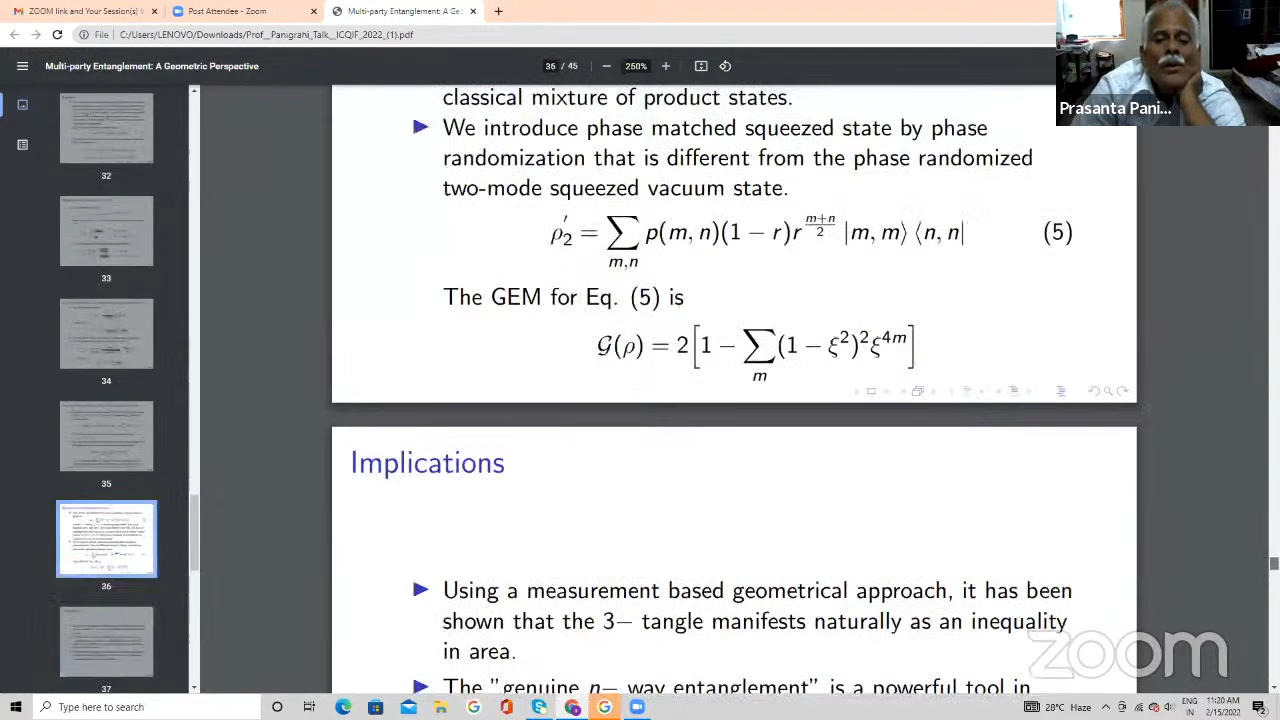 ZOOM link and Your Session(s) t
Post Attendee - Zoom
Multi-party Entanglement: A Ge
File | C:/Users/LENOVO/Downloads/Prof._Panigrahi_Talk_ICQF_2022_(1).pdf
Multi-party Entanglement: A Geometric Perspective
36 / 45
250%
Prasanta Pani...
32
33
34
35
36
37
classical mixture of product states.
We introduce phase matched squeezed state by phase
randomization that is different from the phase randomized
two-mode squeezed vacuum state.
ρ₂′ = ∑_{m,n} p(m, n)(1 − r)r^{(m+n)/2} |m, m⟩ ⟨n, n| (5)
The GEM for Eq. (5) is
𝒢(ρ) = 2[1 − ∑_m (1 − ξ²)²ξ^{4m}]
Implications
Using a measurement based geometrical approach, it has been
shown that the 3− tangle manifests naturally as an inequality
in area.
The "genuine n− way entanglement" is a powerful tool in
zoom
Type here to search
28°C Haze
ENG
IN
11:20 AM
2/15/2022
2